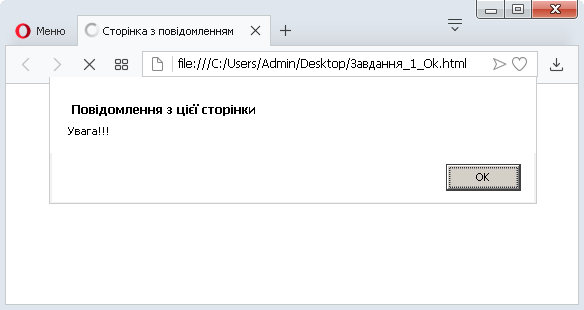 Меню
Сторінка з повідомленням
file:///C:/Users/Admin/Desktop/Завдання_1_Ok.html
Повідомлення з цієї сторінки
Увага!!!
OK